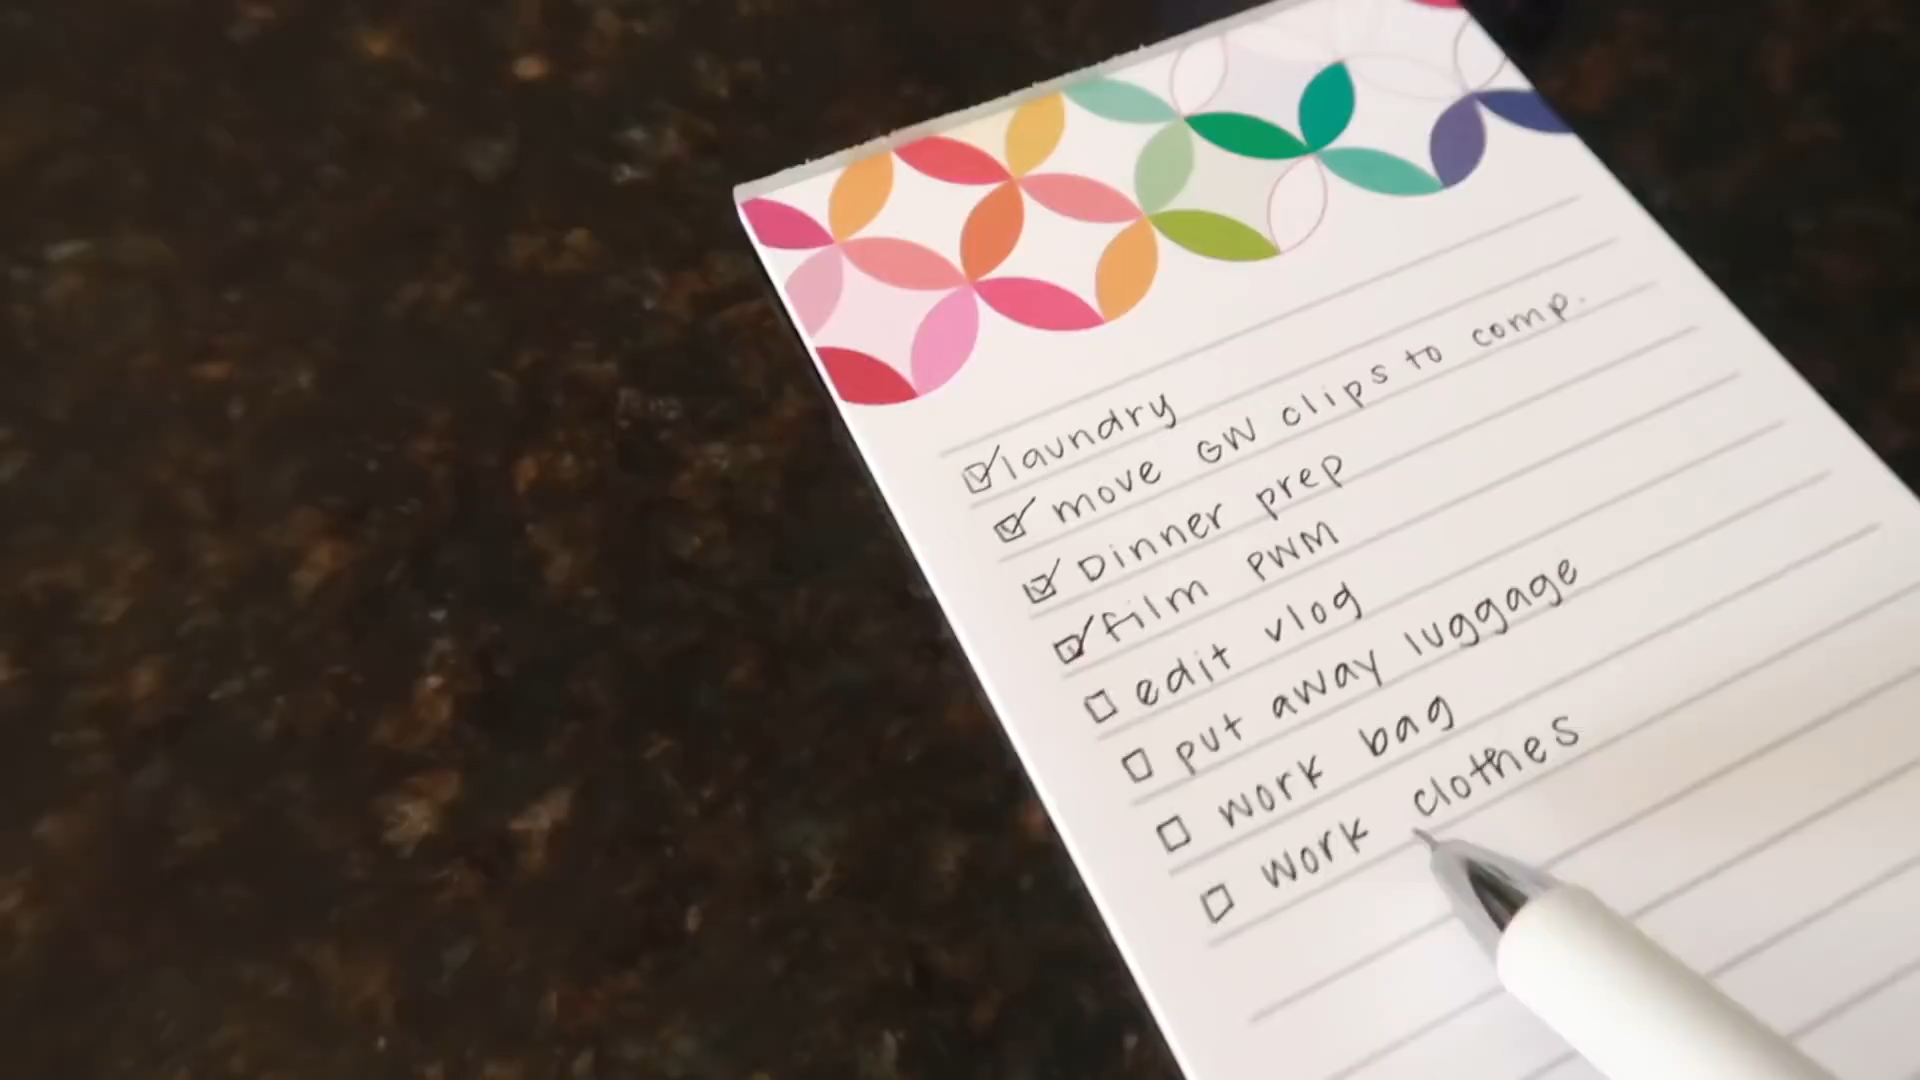 ☑ laundry
☑ move GW clips to comp.
☑ Dinner prep
☑ film PWM
☐ edit vlog
☐ put away luggage
☐ work bag
☐ work clothes